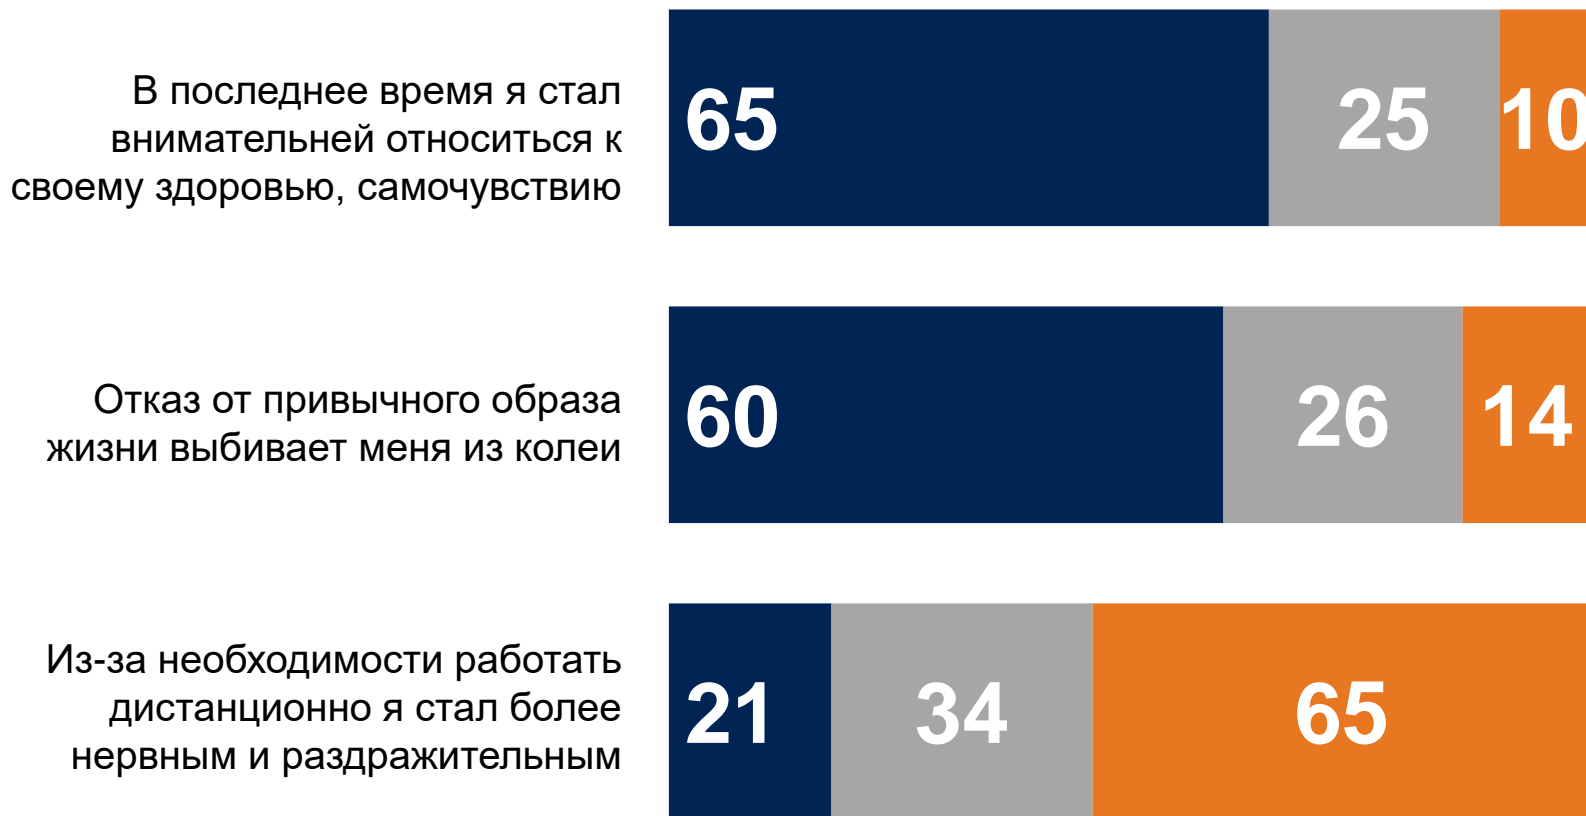 В последнее время я стал
внимательней относиться к
своему здоровью, самочувствию
65 25 10
Отказ от привычного образа
жизни выбивает меня из колеи
60 26 14
Из-за необходимости работать
дистанционно я стал более
нервным и раздражительным
21 34 65